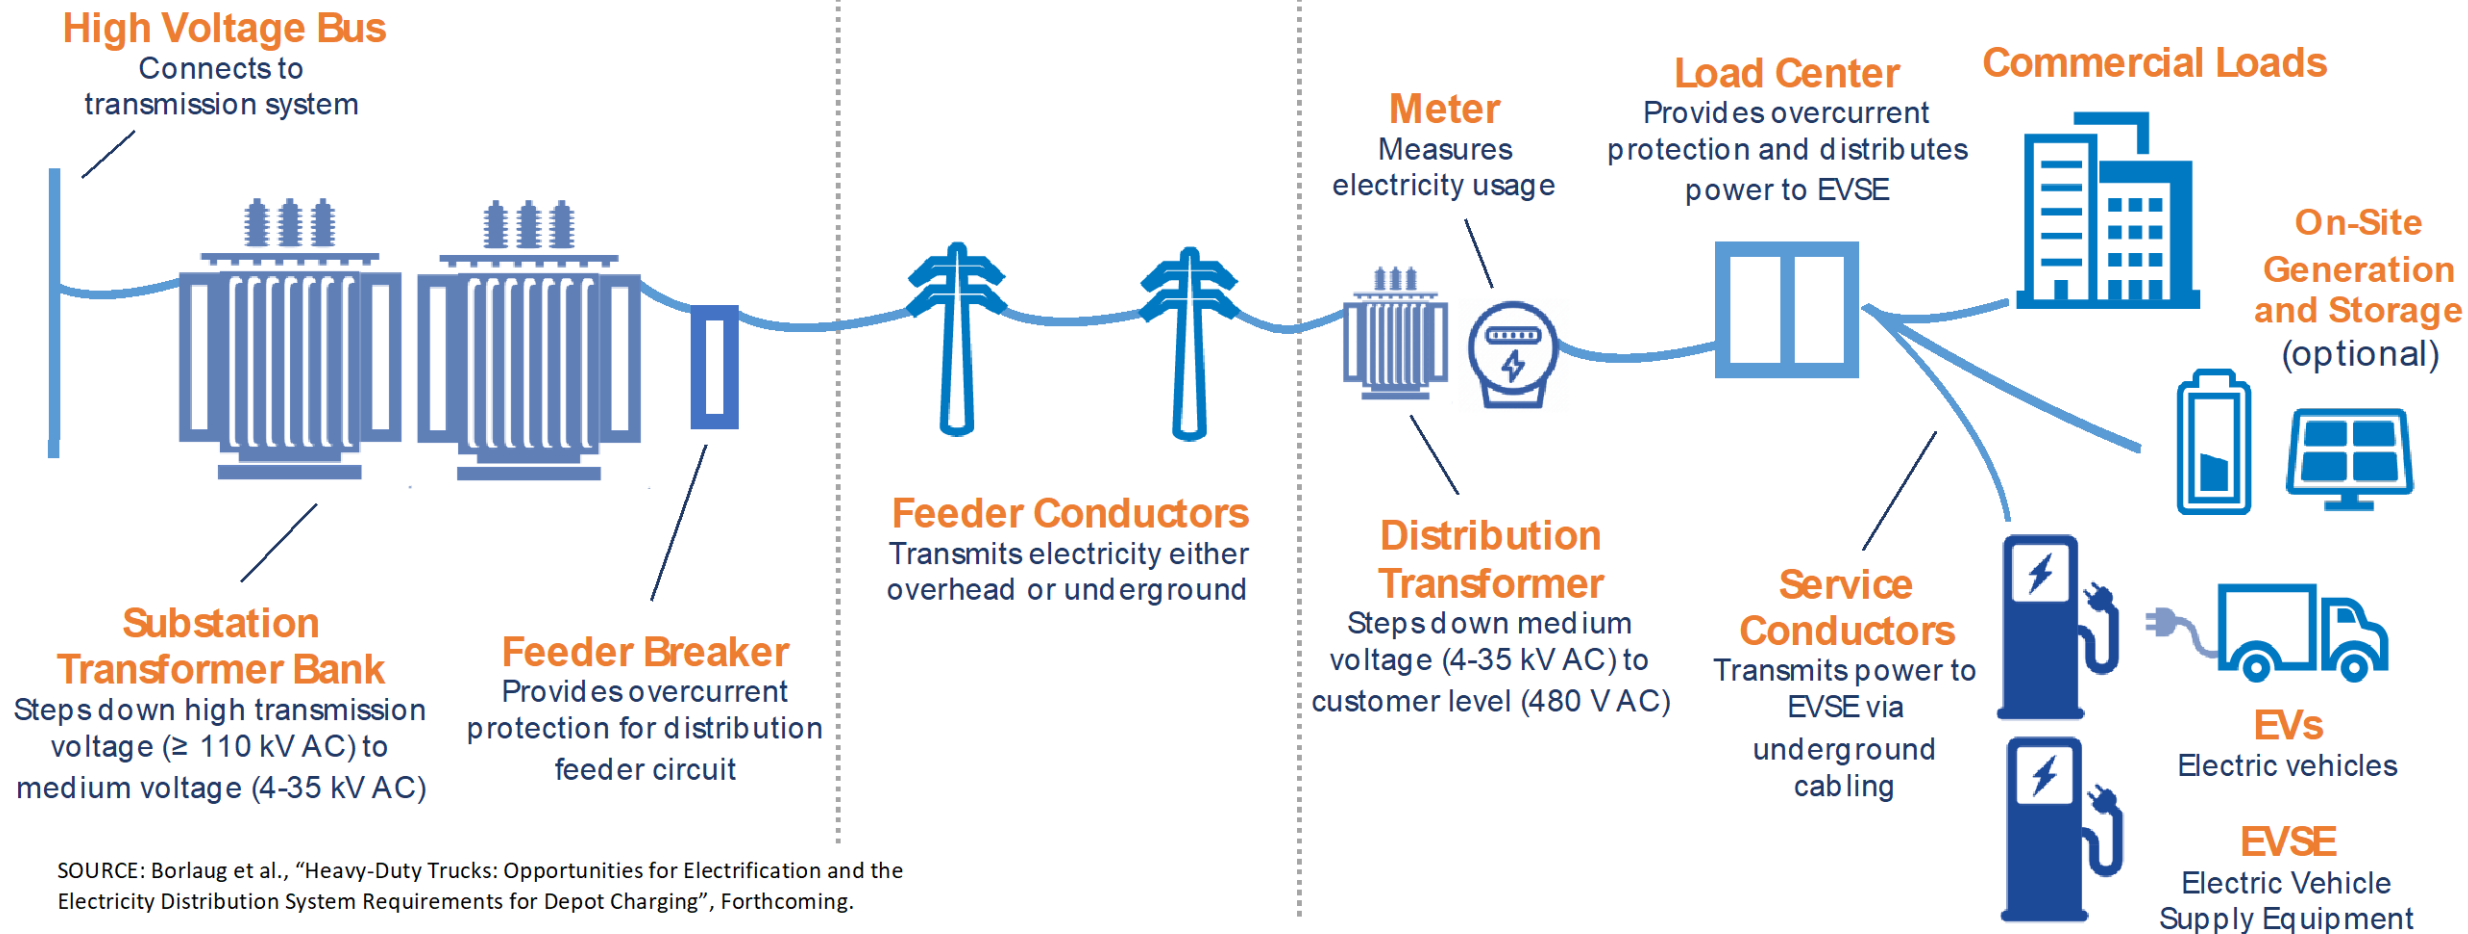 High Voltage Bus
Connects to
transmission system
Substation
Transformer Bank
Steps down high transmission
voltage (≥ 110 kV AC) to
medium voltage (4-35 kV AC)
Feeder Breaker
Provides overcurrent
protection for distribution
feeder circuit
Feeder Conductors
Transmits electricity either
overhead or underground
Meter
Measures
electricity usage
Distribution
Transformer
Steps down medium
voltage (4-35 kV AC) to
customer level (480 V AC)
Load Center
Provides overcurrent
protection and distributes
power to EVSE
Service
Conductors
Transmits power to
EVSE via
underground
cabling
Commercial Loads
On-Site
Generation
and Storage
(optional)
EVs
Electric vehicles
EVSE
Electric Vehicle
Supply Equipment
SOURCE: Borlaug et al., “Heavy-Duty Trucks: Opportunities for Electrification and the
Electricity Distribution System Requirements for Depot Charging”, Forthcoming.